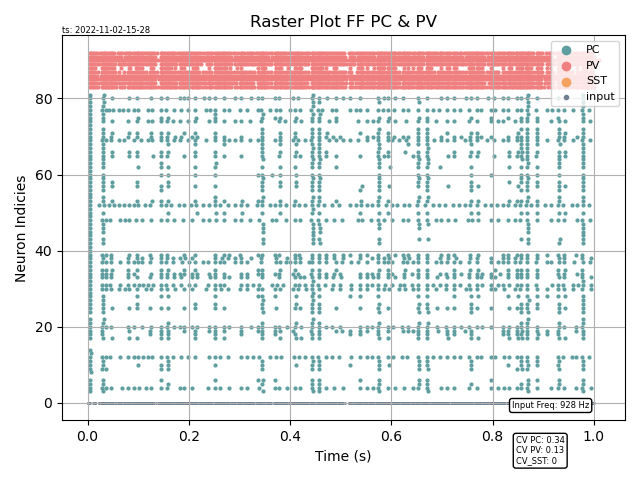 Raster Plot FF PC & PV
ts: 2022-11-02-15-28
PC
PV
SST
input
80
60
40
20
0
Neuron Indicies
Input Freq: 928 Hz
0.0 0.2 0.4 0.6 0.8 1.0
Time (s)
CV PC: 0.34
CV PV: 0.13
CV_SST: 0